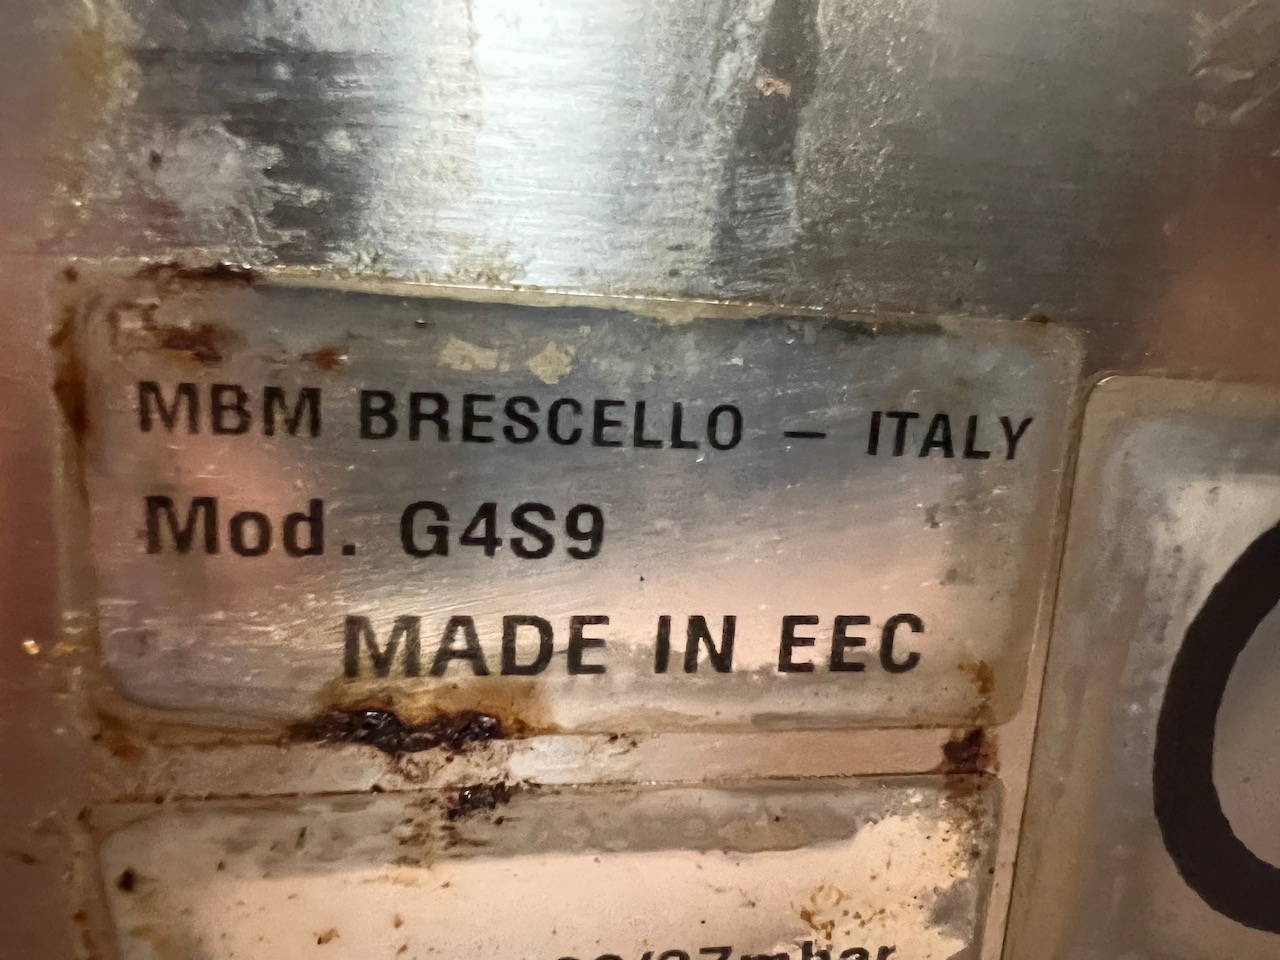 MBM BRESCELLO – ITALY
Mod. G4S9
MADE IN EEC